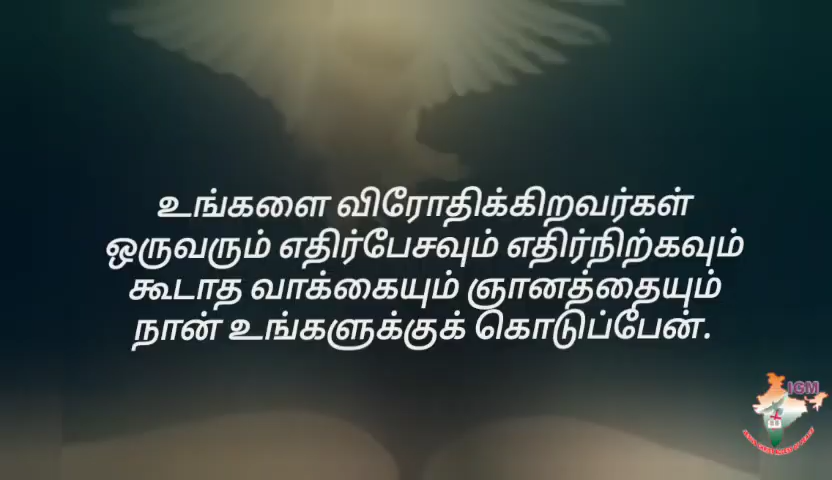 உங்களை விரோதிக்கிறவர்கள்
ஒருவரும் எதிர்பேசவும் எதிர்நிற்கவும்
கூடாத வாக்கையும் ஞானத்தையும்
நான் உங்களுக்குக் கொடுப்பேன்.
IGM